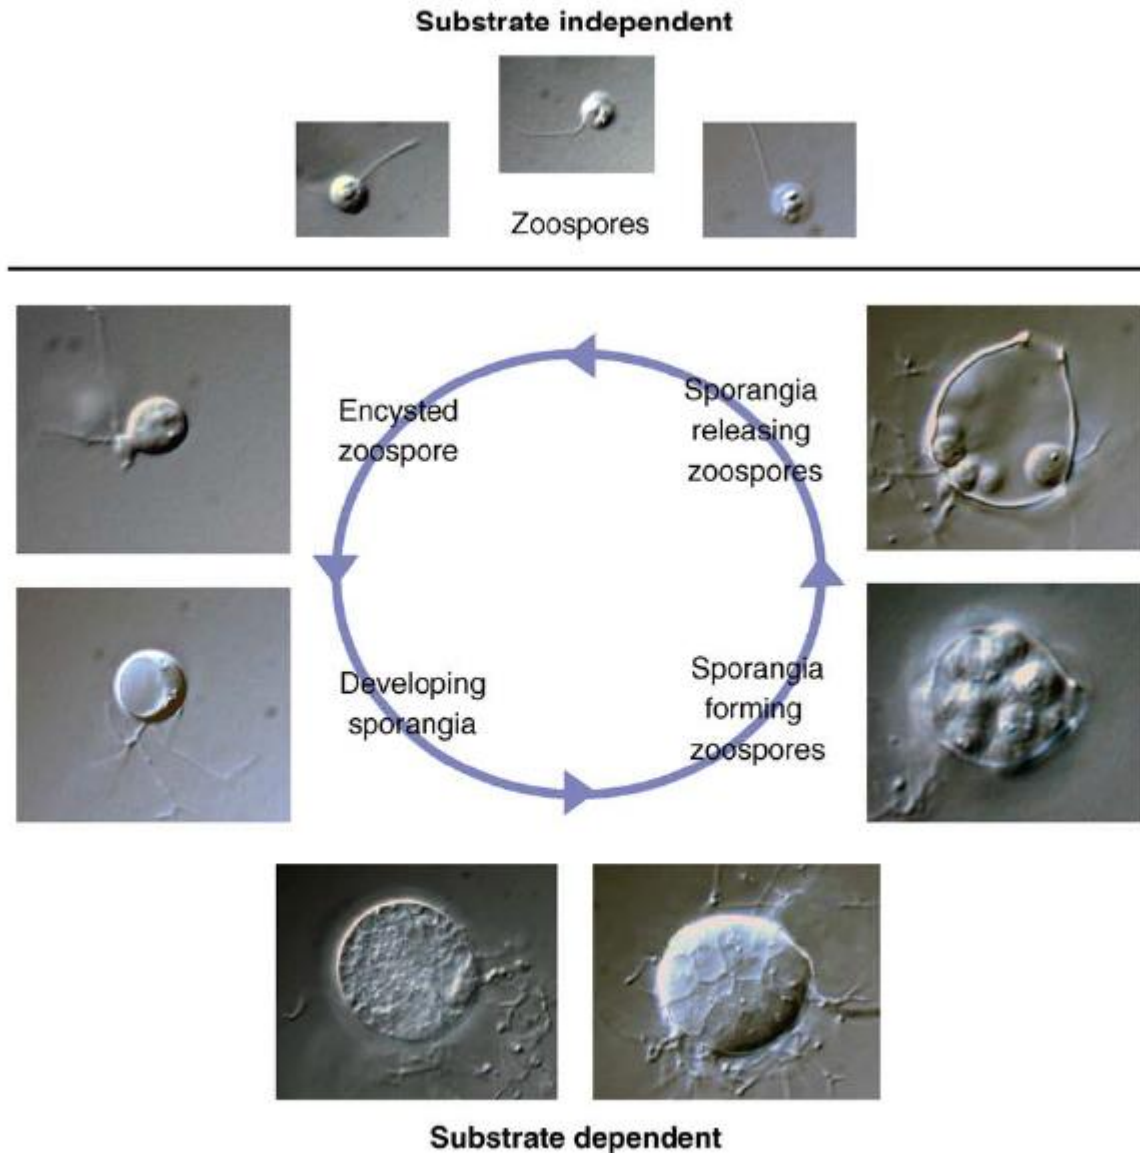 Substrate independent
Zoospores
Encysted
zoospore
Sporangia
releasing
zoospores
Developing
sporangia
Sporangia
forming
zoospores
Substrate dependent